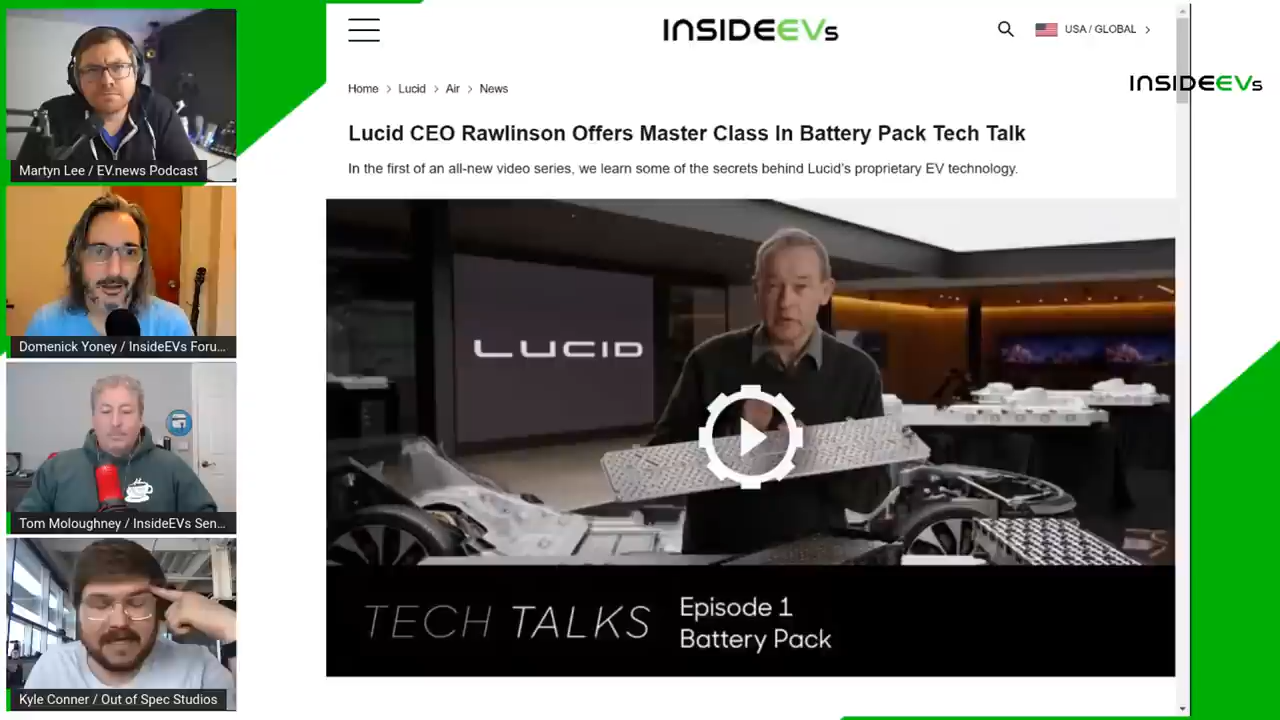 Martyn Lee / EV.news Podcast
Domenick Yoney / InsideEVs Foru...
Tom Moloughney / InsideEVs Sen...
Kyle Conner / Out of Spec Studios
INSIDEEVs
USA / GLOBAL
INSIDEEVs
Home > Lucid > Air > News
Lucid CEO Rawlinson Offers Master Class In Battery Pack Tech Talk
In the first of an all-new video series, we learn some of the secrets behind Lucid's proprietary EV technology.
LUCID
TECH TALKS
Episode 1
Battery Pack